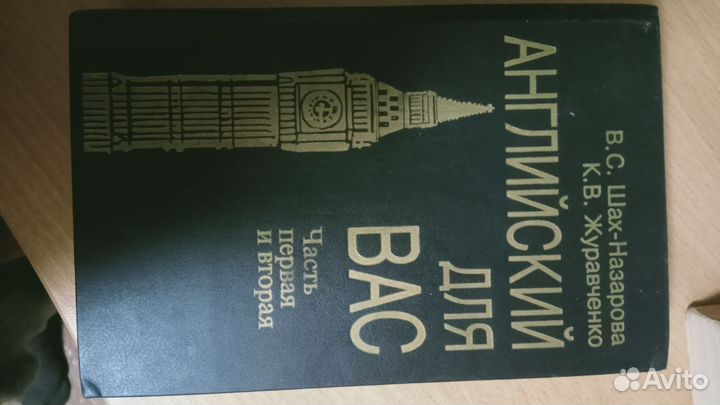 В.С. Шах-Назарова
К.В. Журавченко
АНГЛИЙСКИЙ
ДЛЯ
ВАС
Часть
первая
и вторая
Avito